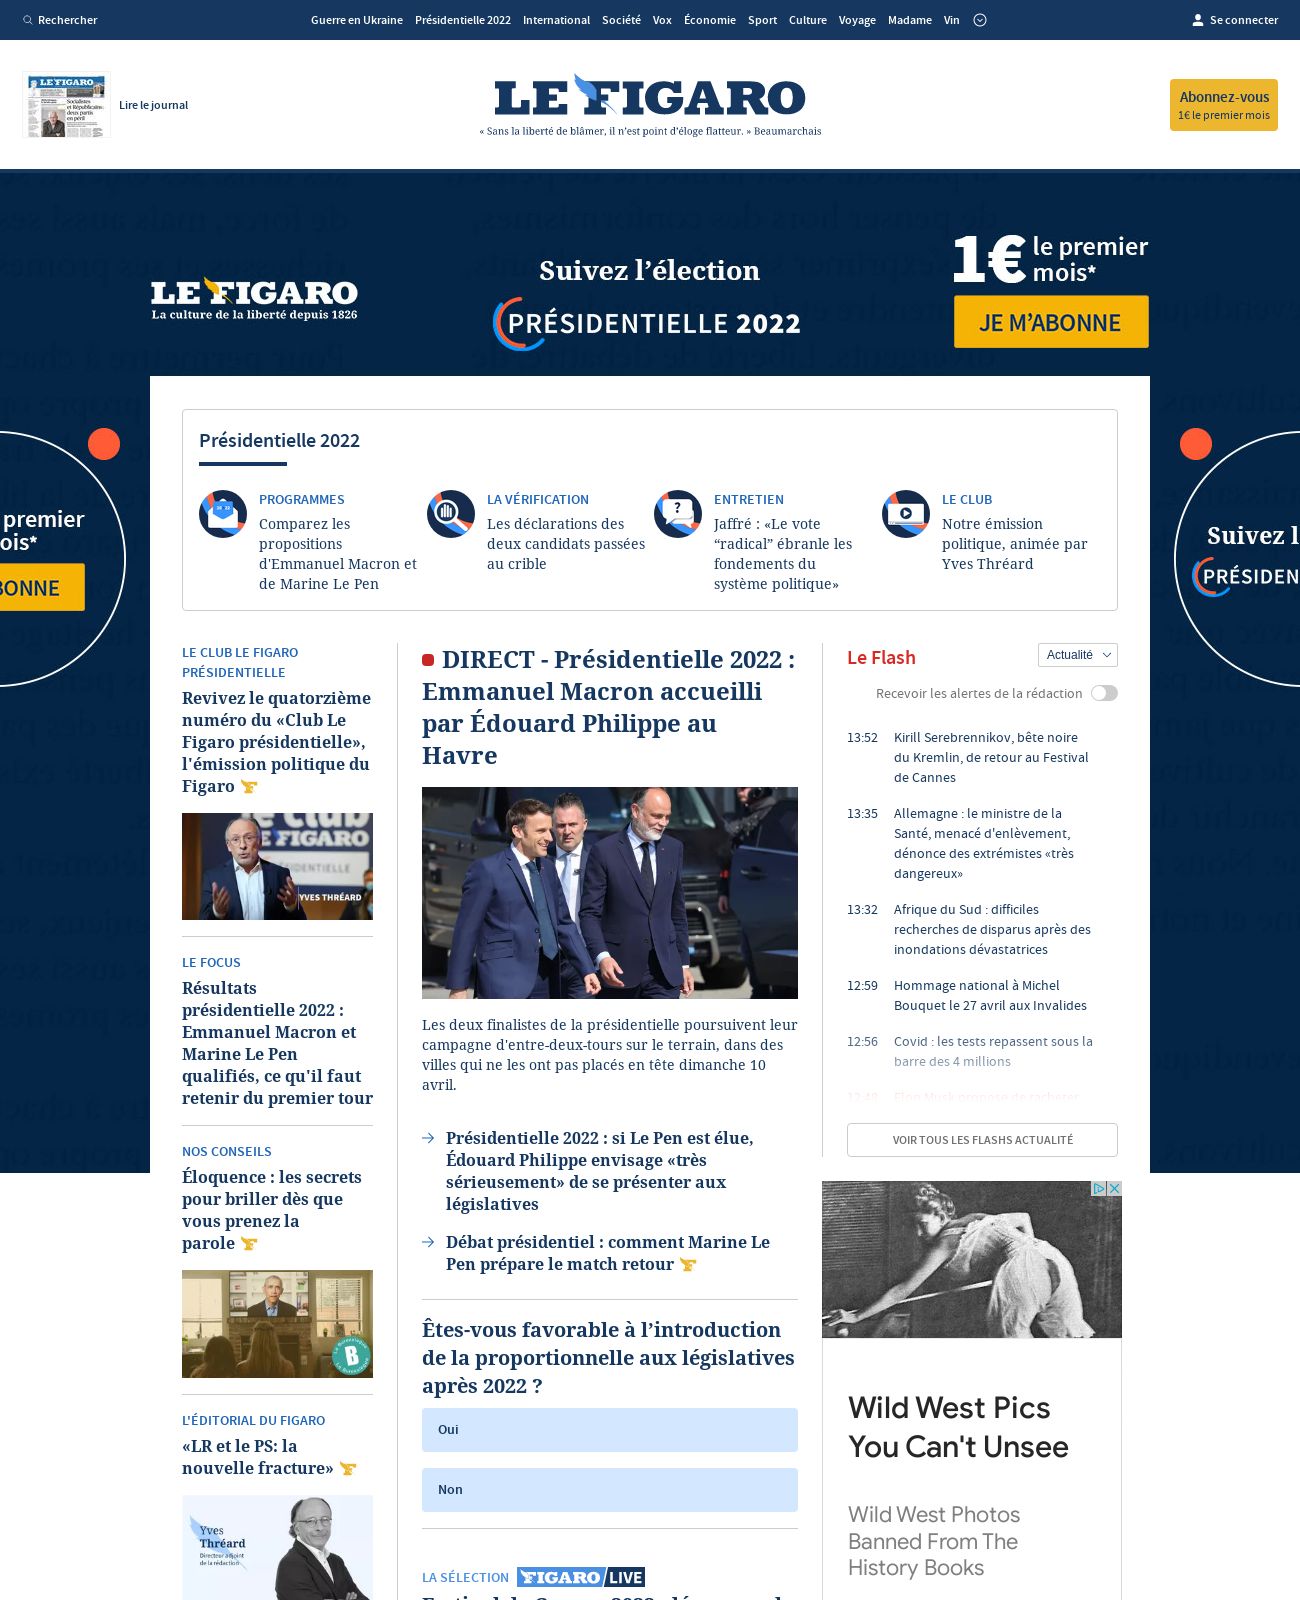 Rechercher
Guerre en Ukraine Présidentielle 2022 International Société Vox Économie Sport Culture Voyage Madame Vin
Se connecter
LE FIGARO
Socialistes
et Républicains,
deux partis
en péril
Lire le journal
LE FIGARO
« Sans la liberté de blâmer, il n’est point d’éloge flatteur. » Beaumarchais
Abonnez-vous
1€ le premier mois
LE FIGARO
La culture de la liberté depuis 1826
Suivez l’élection
PRÉSIDENTIELLE 2022
1€ le premier
mois*
JE M’ABONNE
premier
ois*
BONNE
Suivez l
PRÉSIDEN
Présidentielle 2022
PROGRAMMES
Comparez les
propositions
d'Emmanuel Macron et
de Marine Le Pen
LA VÉRIFICATION
Les déclarations des
deux candidats passées
au crible
ENTRETIEN
Jaffré : «Le vote
“radical” ébranle les
fondements du
système politique»
LE CLUB
Notre émission
politique, animée par
Yves Thréard
LE CLUB LE FIGARO
PRÉSIDENTIELLE
Revivez le quatorzième
numéro du «Club Le
Figaro présidentielle»,
l'émission politique du
Figaro
le club
LE FIGARO
YVES THRÉARD
LE FOCUS
Résultats
présidentielle 2022 :
Emmanuel Macron et
Marine Le Pen
qualifiés, ce qu'il faut
retenir du premier tour
NOS CONSEILS
Éloquence : les secrets
pour briller dès que
vous prenez la
parole
B
L'ÉDITORIAL DU FIGARO
«LR et le PS: la
nouvelle fracture»
Yves
Thréard
Directeur adjoint
de la rédaction
DIRECT - Présidentielle 2022 :
Emmanuel Macron accueilli
par Édouard Philippe au
Havre
Les deux finalistes de la présidentielle poursuivent leur
campagne d'entre-deux-tours sur le terrain, dans des
villes qui ne les ont pas placés en tête dimanche 10
avril.
Présidentielle 2022 : si Le Pen est élue,
Édouard Philippe envisage «très
sérieusement» de se présenter aux
législatives
Débat présidentiel : comment Marine Le
Pen prépare le match retour
Êtes-vous favorable à l’introduction
de la proportionnelle aux législatives
après 2022 ?
Oui
Non
LA SÉLECTION FIGARO LIVE
Le Flash
Actualité
Recevoir les alertes de la rédaction
13:52 Kirill Serebrennikov, bête noire
du Kremlin, de retour au Festival
de Cannes
13:35 Allemagne : le ministre de la
Santé, menacé d'enlèvement,
dénonce des extrémistes «très
dangereux»
13:32 Afrique du Sud : difficiles
recherches de disparus après des
inondations dévastatrices
12:59 Hommage national à Michel
Bouquet le 27 avril aux Invalides
12:56 Covid : les tests repassent sous la
barre des 4 millions
VOIR TOUS LES FLASHS ACTUALITÉ
Wild West Pics
You Can't Unsee
Wild West Photos
Banned From The
History Books